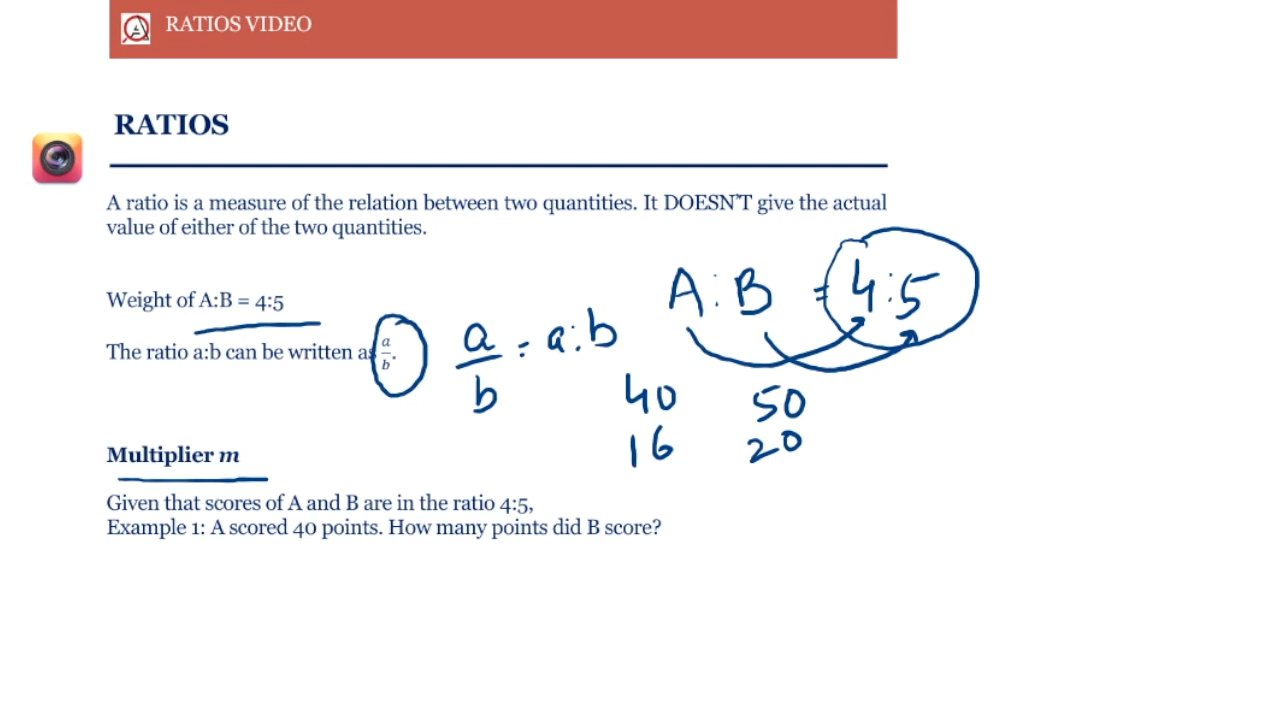 RATIOS VIDEO
RATIOS
A ratio is a measure of the relation between two quantities. It DOESN'T give the actual
value of either of the two quantities.
A:B = 4:5
Weight of A:B = 4:5
The ratio a:b can be written as a/b.
a/b = a:b
40 50
16 20
Multiplier m
Given that scores of A and B are in the ratio 4:5,
Example 1: A scored 40 points. How many points did B score?